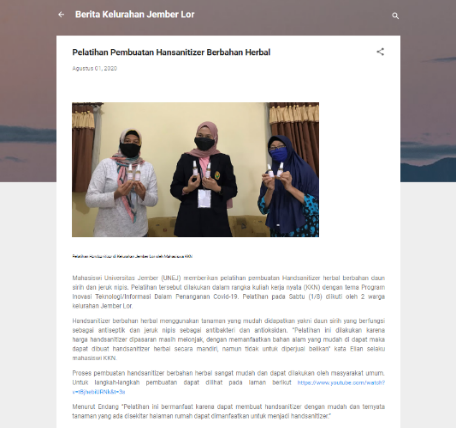 Berita Kelurahan Jember Lor
Pelatihan Pembuatan Hansanitizer Berbahan Herbal
Agustus 01, 2020
Pelatihan Handsanitizer di Kelurahan Jember Lor oleh Mahasiswa KKN
Mahasiswi Universitas Jember (UNEJ) memberikan pelatihan pembuatan Handsanitizer herbal berbahan daun
sirih dan jeruk nipis. Pelatihan tersebut dilakukan dalam rangka kuliah kerja nyata (KKN) dengan tema Program
Inovasi Teknologi/Informasi Dalam Penanganan Covid-19. Pelatihan pada Sabtu (1/8) diikuti oleh 2 warga
kelurahan Jember Lor.
Handsanitizer berbahan herbal menggunakan tanaman yang mudah didapatkan yakni daun sirih yang berfungsi
sebagai antiseptik dan jeruk nipis sebagai antibakteri dan antioksidan. "Pelatihan ini dilakukan karena
harga handsanitizer dipasaran masih melonjak, dengan memanfaatkan bahan alam yang mudah di dapat maka
dapat dibuat handsanitizer herbal secara mandiri, namun tidak untuk diperjual belikan" kata Elian selaku
mahasiswi KKN.
Proses pembuatan handsanitizer berbahan herbal sangat mudah dan dapat dilakukan oleh masyarakat umum.
Untuk langkah-langkah pembuatan dapat dilihat pada laman berikut https://www.youtube.com/watch?
Menurut Endang "Pelatihan ini bermanfaat karena dapat membuat handsanitizer dengan mudah dan ternyata
tanaman yang ada disekitar halaman rumah dapat dimanfaatkan untuk menjadi handsanitizer."